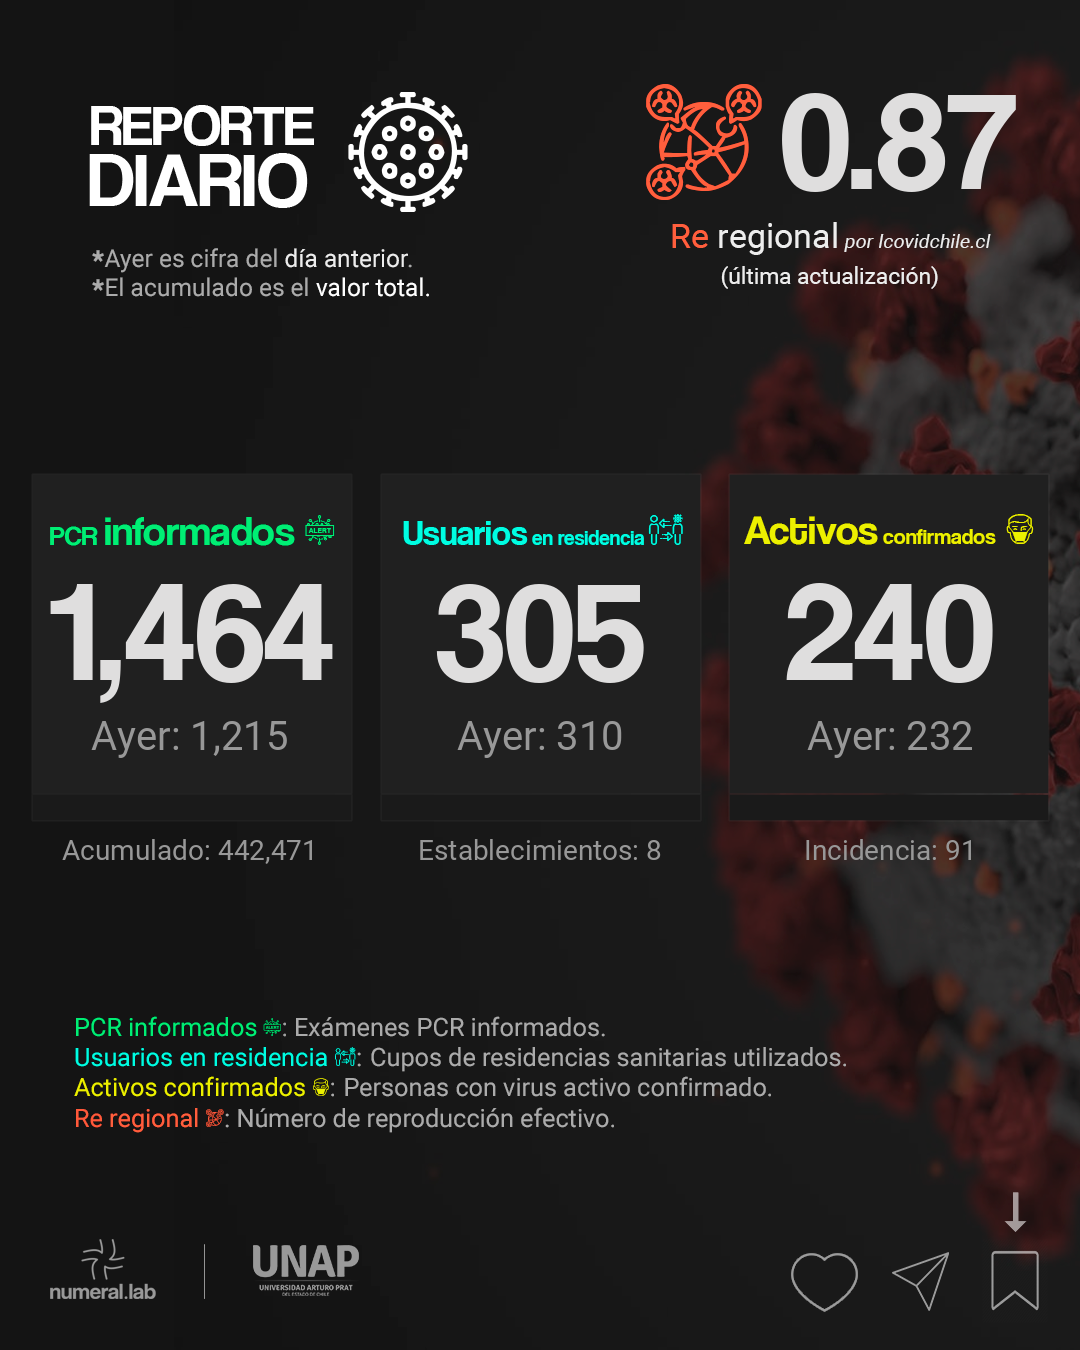 REPORTE
DIARIO
*Ayer es cifra del día anterior.
*El acumulado es el valor total.
0.87
Re regional por Icovidchile.cl
(última actualización)
PCR informados
ALERT
1,464
Ayer: 1,215
Acumulado: 442,471
Usuarios en residencia
305
Ayer: 310
Establecimientos: 8
Activos confirmados
240
Ayer: 232
Incidencia: 91
PCR informados : Exámenes PCR informados.
Usuarios en residencia : Cupos de residencias sanitarias utilizados.
Activos confirmados : Personas con virus activo confirmado.
Re regional : Número de reproducción efectivo.
numeral.lab
UNAP
UNIVERSIDAD ARTURO PRAT
DEL ESTADO DE CHILE